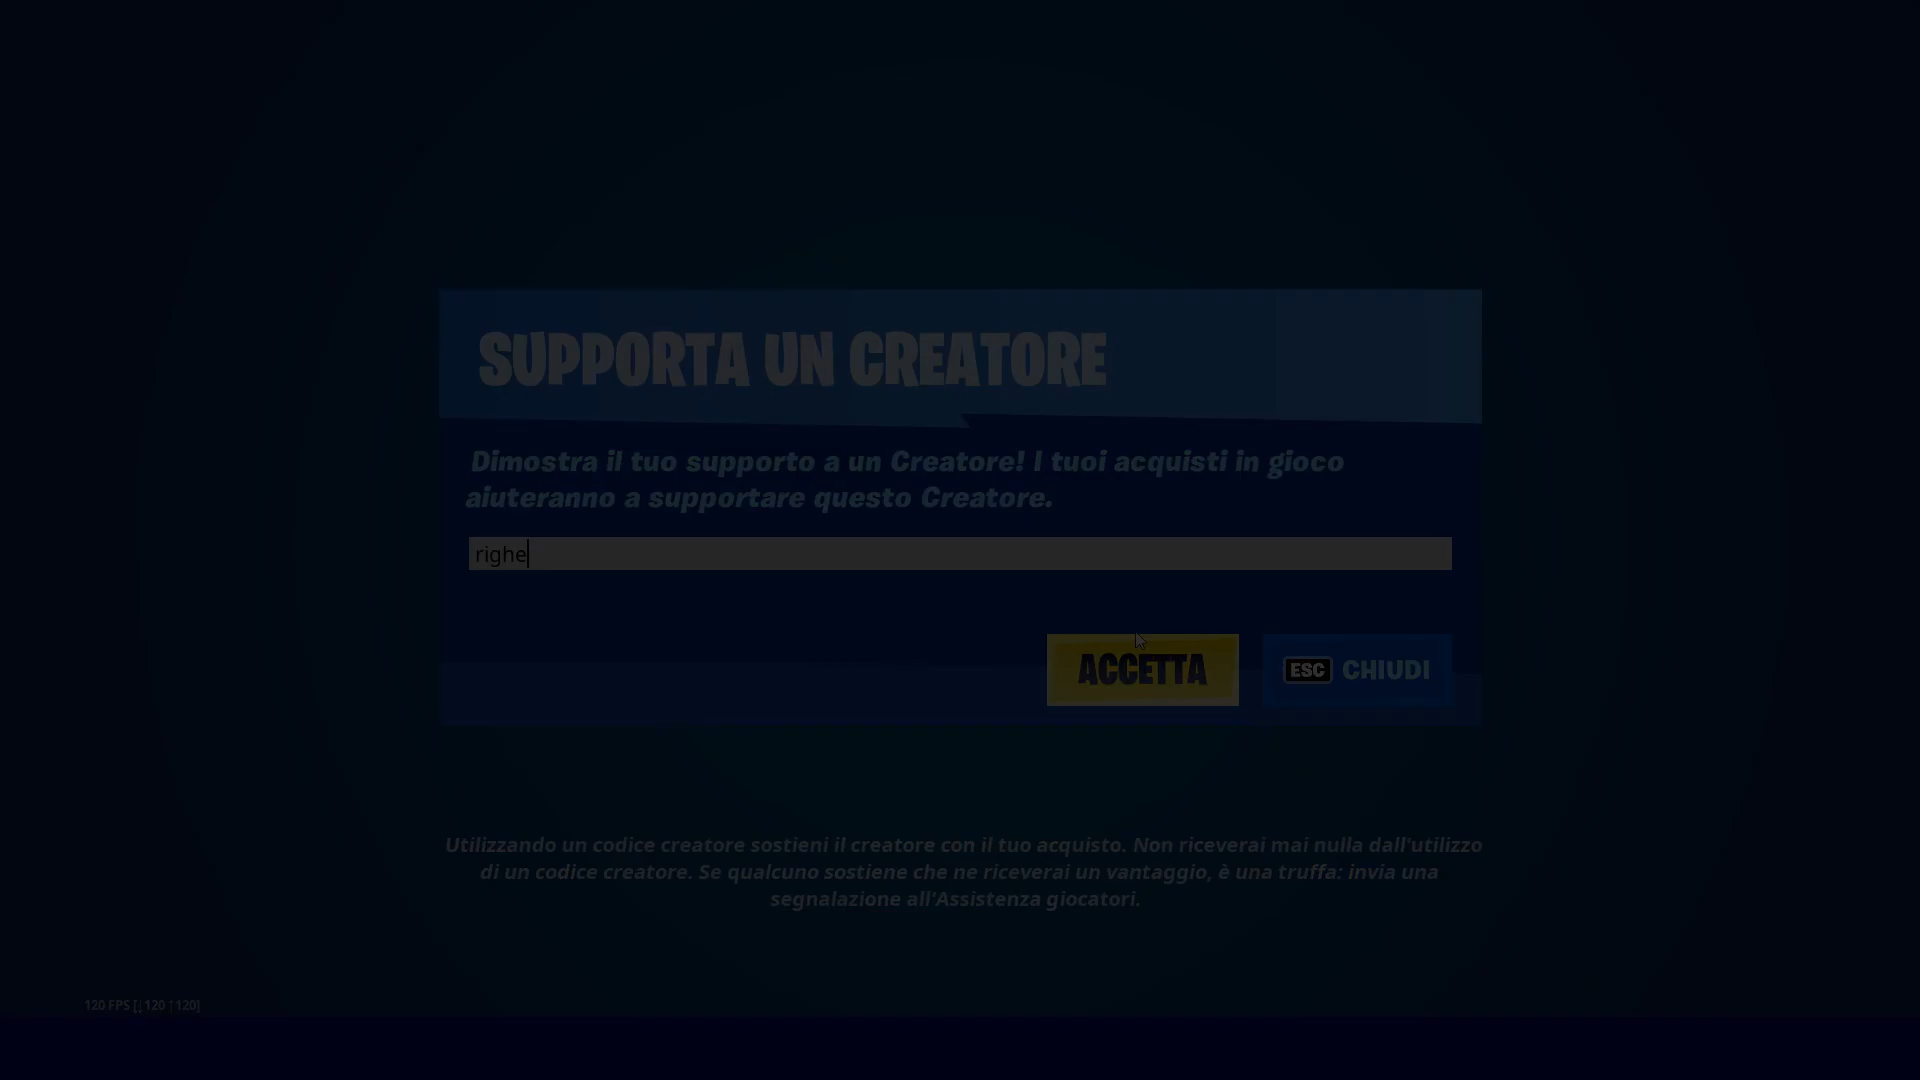 SUPPORTA UN CREATORE
Dimostra il tuo supporto a un Creatore! I tuoi acquisti in gioco
aiuteranno a supportare questo Creatore.
righe
ACCETTA
ESC CHIUDI
Utilizzando un codice creatore sostieni il creatore con il tuo acquisto. Non riceverai mai nulla dall'utilizzo
di un codice creatore. Se qualcuno sostiene che ne riceverai un vantaggio, è una truffa: invia una
segnalazione all'Assistenza giocatori.
120 FPS [↓120 ↑120]